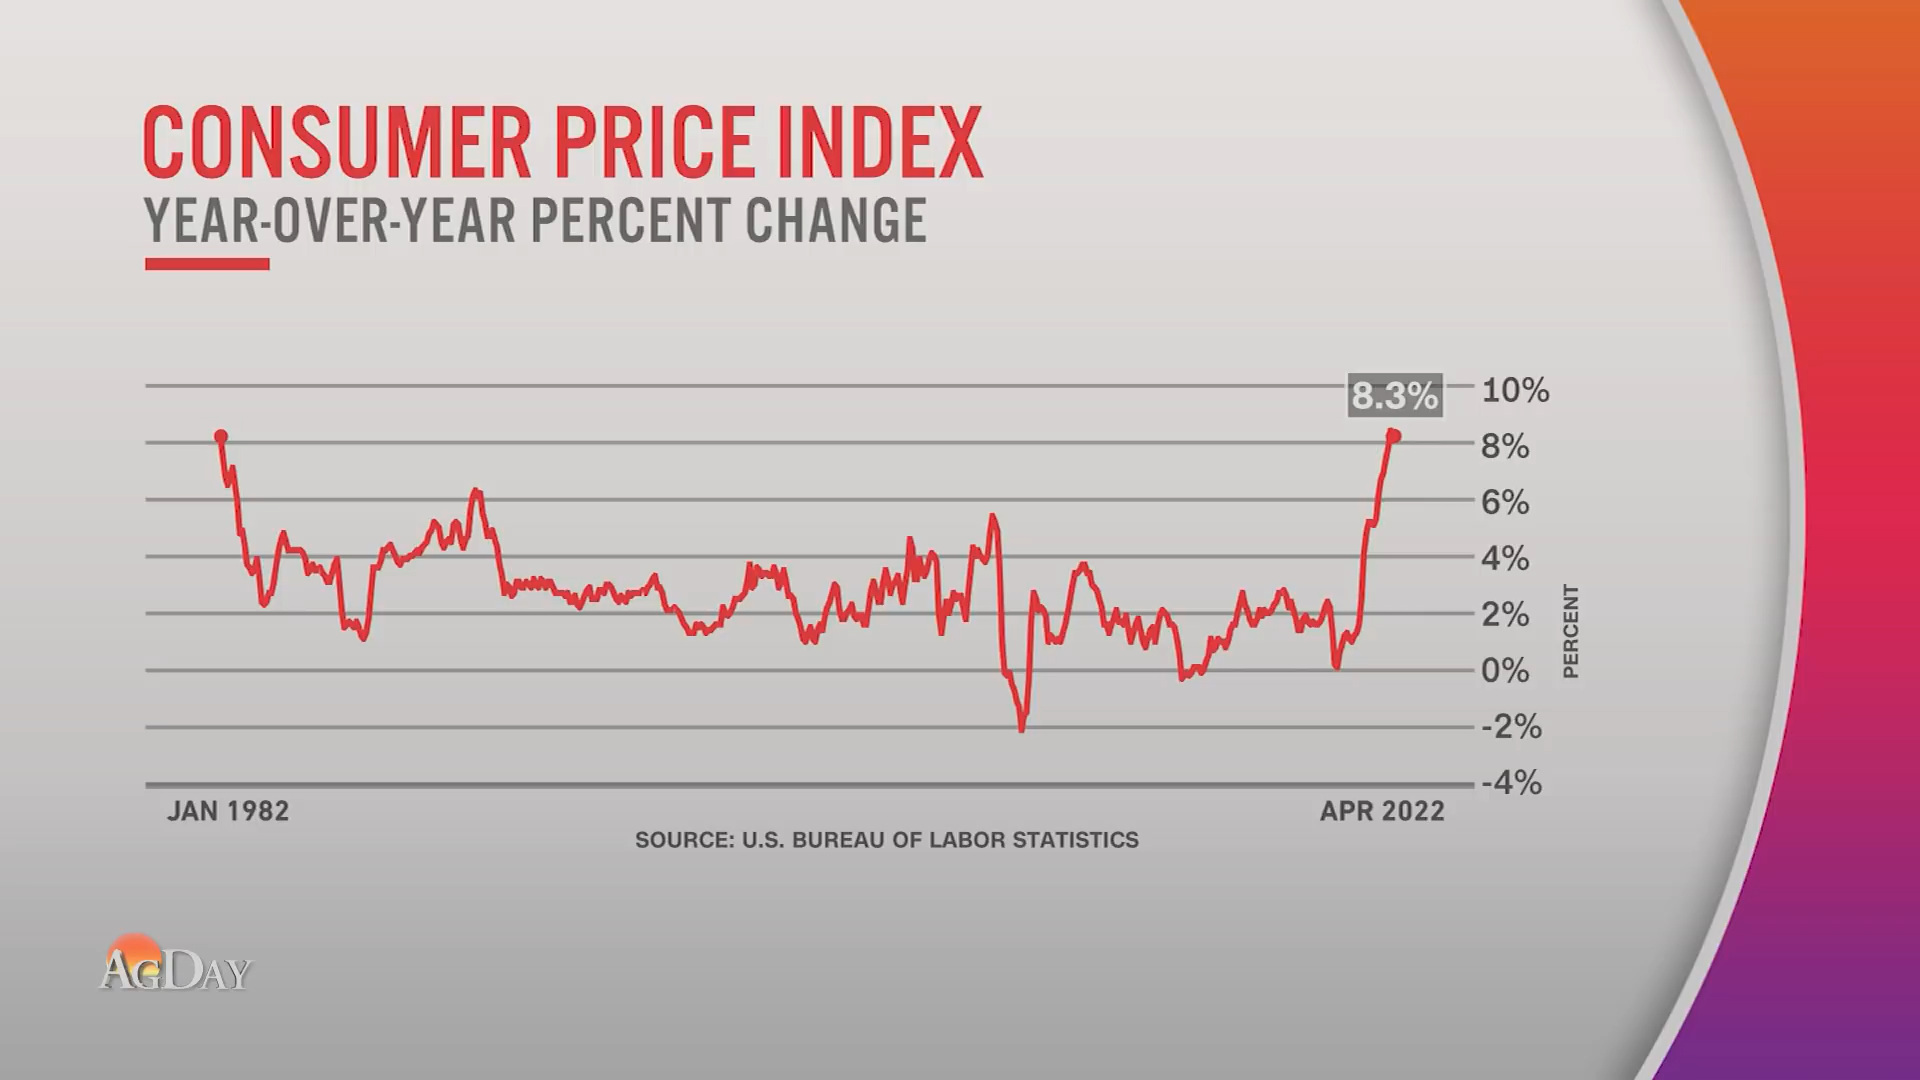 CONSUMER PRICE INDEX
YEAR-OVER-YEAR PERCENT CHANGE
8.3%
10%
8%
6%
4%
2%
0%
-2%
-4%
PERCENT
JAN 1982
APR 2022
SOURCE: U.S. BUREAU OF LABOR STATISTICS
AGDAY